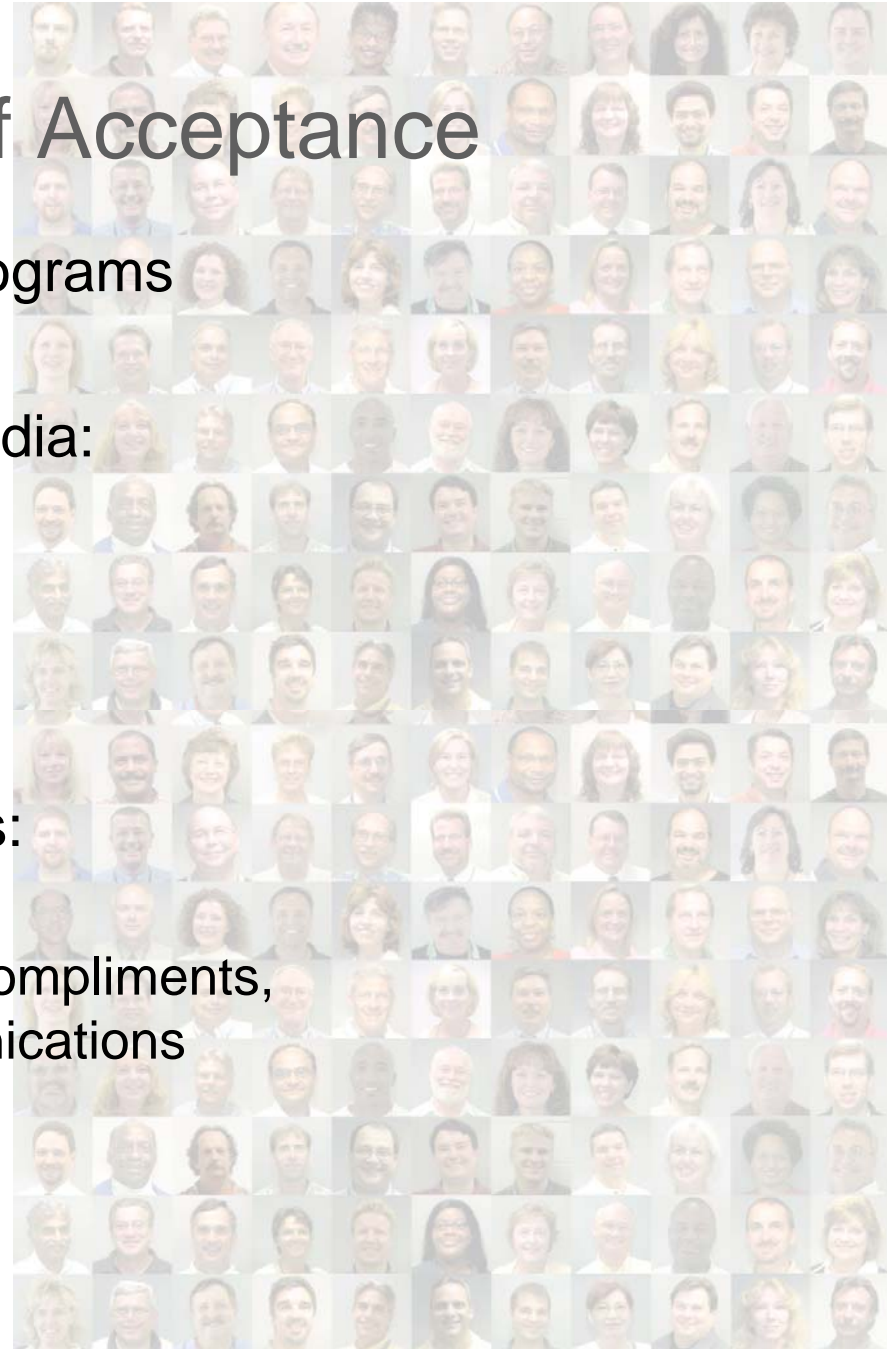 f Acceptance
ograms
dia:
s:
ompliments,
nications